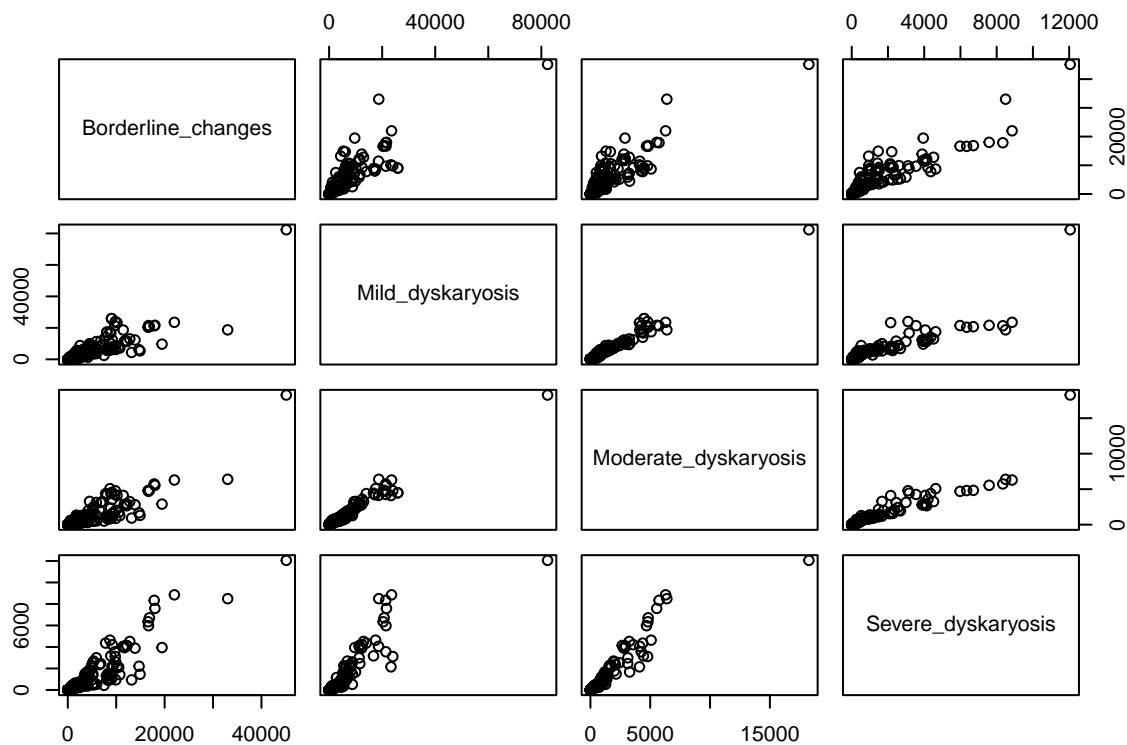 0 40000 80000
0 4000 8000 12000
Borderline_changes
0 20000
0 40000
Mild_dyskaryosis
Moderate_dyskaryosis
0 10000
0 6000
Severe_dyskaryosis
0 20000 40000
0 5000 15000